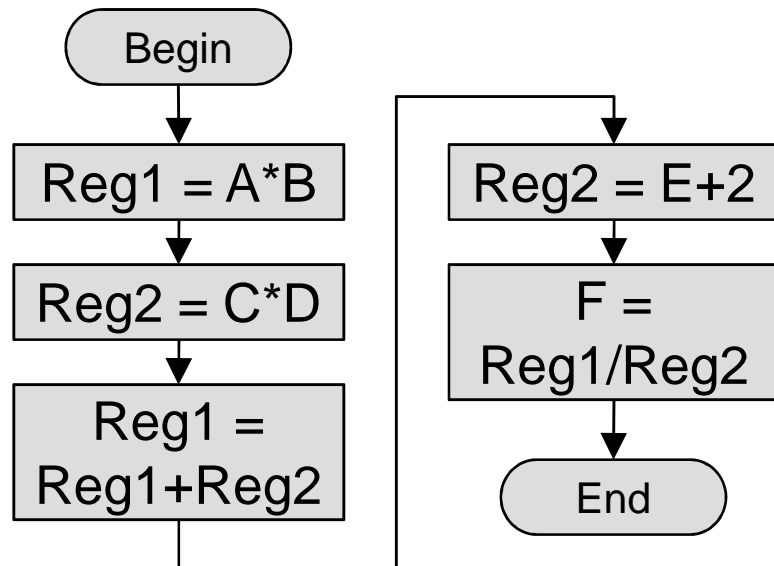 Begin
Reg1 = A*B
Reg2 = C*D
Reg1 =
Reg1+Reg2
Reg2 = E+2
F =
Reg1/Reg2
End